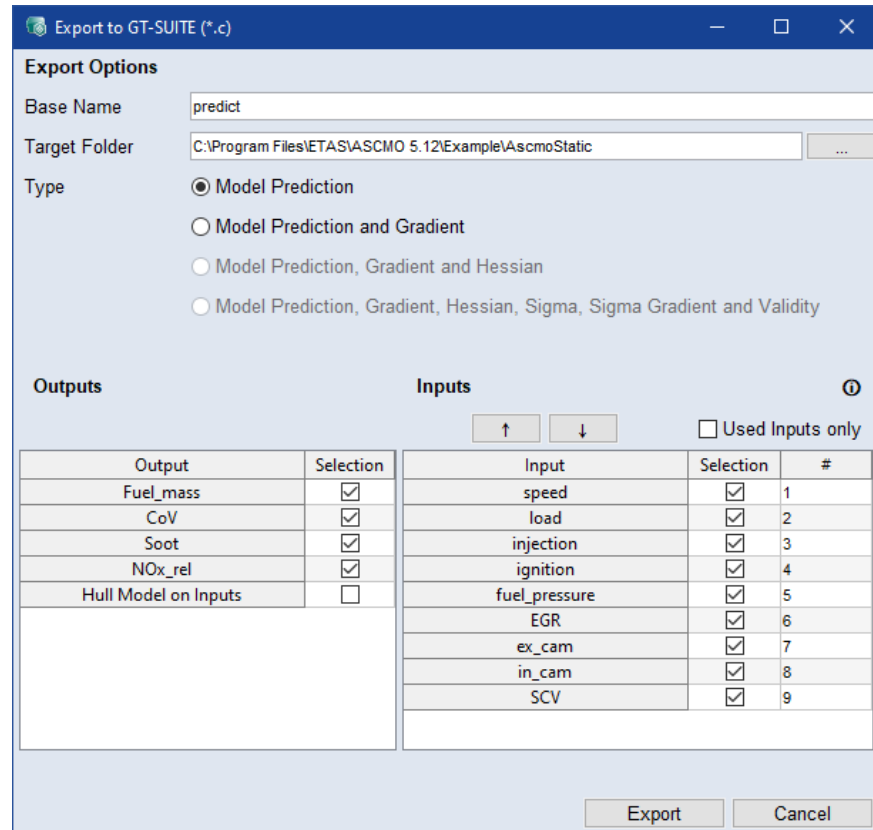 Export to GT-SUITE (*.c)
Export Options
Base Name predict
Target Folder C:\Program Files\ETAS\ASCMO 5.12\Example\AscmoStatic ...
Type Model Prediction
Model Prediction and Gradient
Model Prediction, Gradient and Hessian
Model Prediction, Gradient, Hessian, Sigma, Sigma Gradient and Validity
Outputs Inputs
↑ ↓ Used Inputs only
Output Selection Input Selection #
Fuel_mass speed 1
CoV load 2
Soot injection 3
NOx_rel ignition 4
Hull Model on Inputs fuel_pressure 5
EGR 6
ex_cam 7
in_cam 8
SCV 9
Export Cancel